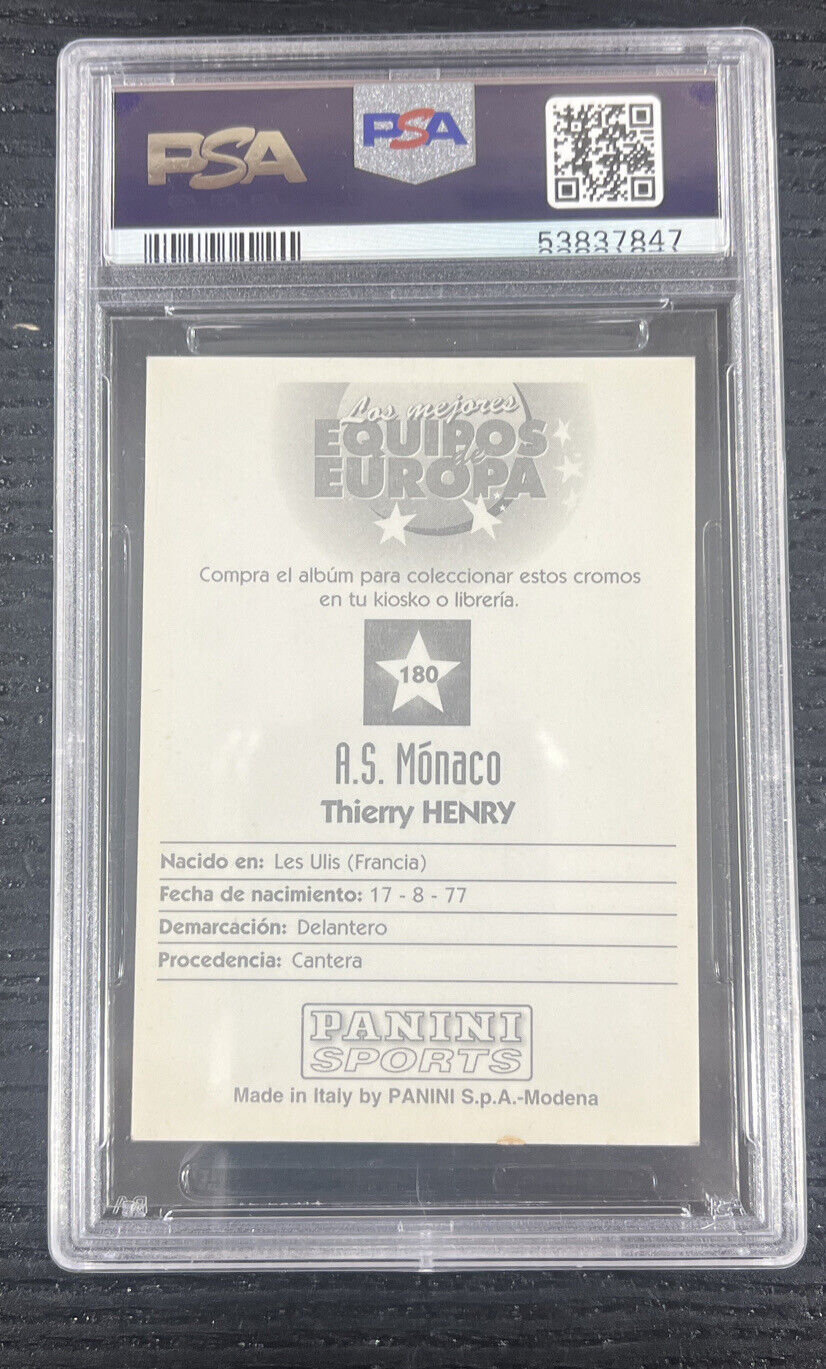 PSA
PSA
53837847
Los mejores
EQUIPOS
de
EUROPA
Compra el albúm para coleccionar estos cromos
en tu kiosko o librería.
180
A.S. Mónaco
Thierry HENRY
Nacido en: Les Ulis (Francia)
Fecha de nacimiento: 17 - 8 - 77
Demarcación: Delantero
Procedencia: Cantera
PANINI
SPORTS
Made in Italy by PANINI S.p.A.-Modena